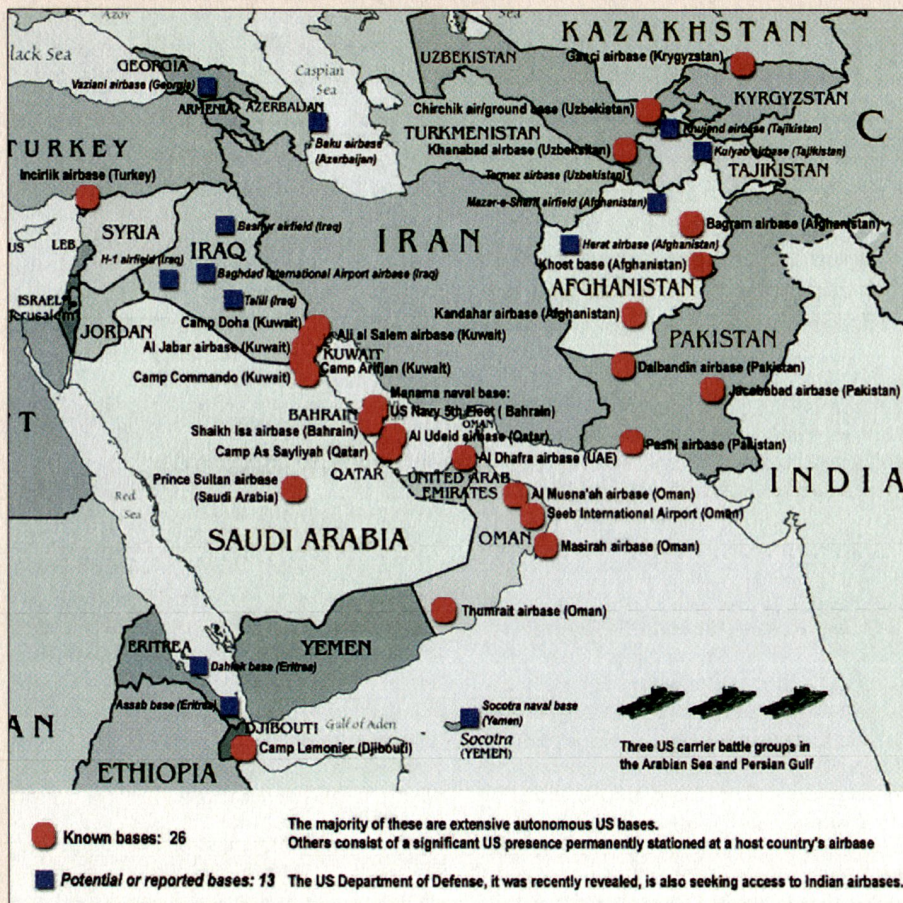 Azov
Sea
KAZAKHSTAN
lack Sea
UZBEKISTAN
Ganci airbase (Krygyzstan)
GEORGIA
Vaziani airbase (Georgia)
Caspian
Sea
KYRGYZSTAN
ARMENIA
AZERBAIJAN
Chirchik air/ground base (Uzbekistan)
C
Baku airbase
(Azerbaijan)
TURKMENISTAN
Khujand airbase (Tajikistan)
TURKEY
Khanabad airbase (Uzbekistan)
Kulyab airbase (Tajikistan)
Incirlik airbase (Turkey)
Termez airbase (Uzbekistan)
TAJIKISTAN
Mazar-e-Sharif airfield (Afghanistan)
SYRIA
Bashur airfield (Iraq)
IRAN
Bagram airbase (Afghanistan)
US
LEB.
IRAQ
Herat airbase (Afghanistan)
H-1 airfield (Iraq)
Baghdad International Airport airbase (Iraq)
Khost base (Afghanistan)
AFGHANISTAN
ISRAEL
Jerusalem
Talill (Iraq)
Kandahar airbase (Afghanistan)
JORDAN
Camp Doha (Kuwait)
Ali al Salem airbase (Kuwait)
PAKISTAN
Al Jabar airbase (Kuwait)
KUWAIT
Camp Arifjan (Kuwait)
Dalbandin airbase (Pakistan)
Camp Commando (Kuwait)
Jacobabad airbase (Pakistan)
Manama naval base:
US Navy 5th Fleet ( Bahrain)
BAHRAIN
OMAN
T
Shaikh Isa airbase (Bahrain)
Al Udeid airbase (Qatar)
Pashi airbase (Pakistan)
Camp As Sayliyah (Qatar)
Al Dhafra airbase (UAE)
QATAR
UNITED ARAB
EMIRATES
INDIA
Prince Sultan airbase
(Saudi Arabia)
Al Musna'ah airbase (Oman)
Red
Sea
Seeb International Airport (Oman)
SAUDI ARABIA
OMAN
Masirah airbase (Oman)
Thumrait airbase (Oman)
ERITREA
YEMEN
Dahlak base (Eritrea)
Assab base (Eritrea)
Socotra naval base
(Yemen)
AN
DJIBOUTI
Gulf of Aden
Socotra
(YEMEN)
Camp Lemonier (Djibouti)
Three US carrier battle groups in
the Arabian Sea and Persian Gulf
ETHIOPIA
Known bases: 26
The majority of these are extensive autonomous US bases.
Others consist of a significant US presence permanently stationed at a host country's airbase
Potential or reported bases: 13
The US Department of Defense, it was recently revealed, is also seeking access to Indian airbases.